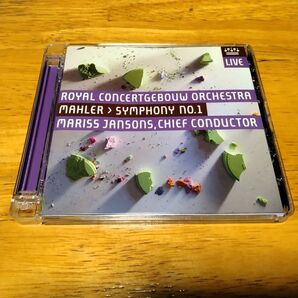 LIVE
ROYAL CONCERTGEBOUW ORCHESTRA
MAHLER > SYMPHONY NO.1
MARISS JANSONS, CHIEF CONDUCTOR